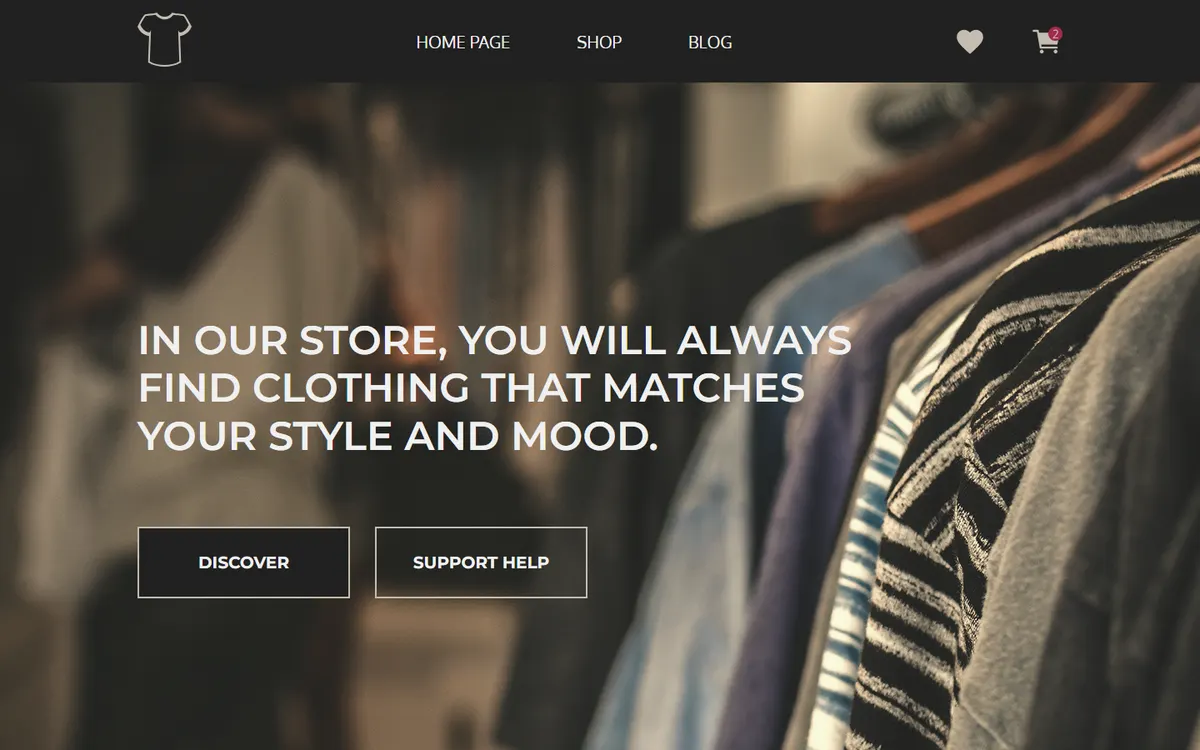 HOME PAGE SHOP BLOG 2
IN OUR STORE, YOU WILL ALWAYS
FIND CLOTHING THAT MATCHES
YOUR STYLE AND MOOD.
DISCOVER SUPPORT HELP